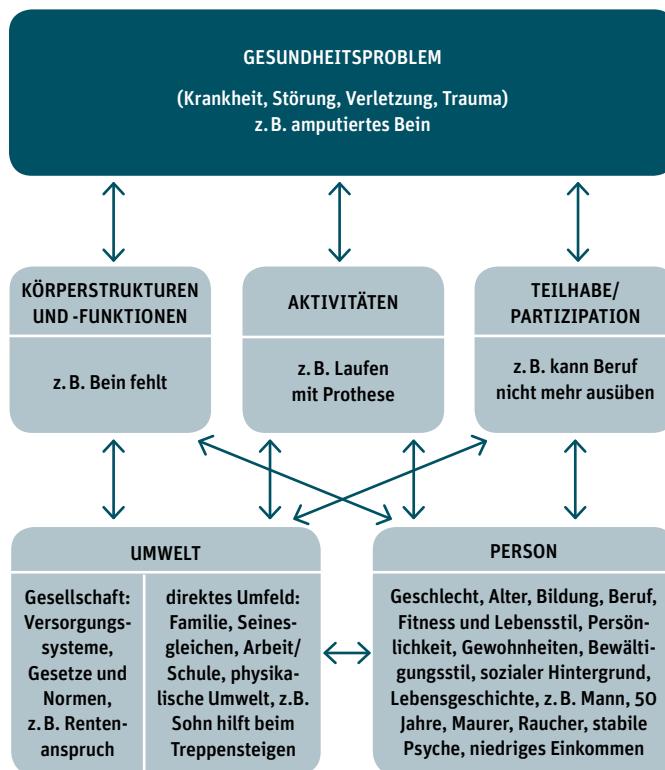 GESUNDHEITSPROBLEM
(Krankheit, Störung, Verletzung, Trauma)
z. B. amputiertes Bein
KÖRPERSTRUKTUREN
UND -FUNKTIONEN
z. B. Bein fehlt
AKTIVITÄTEN
z. B. Laufen
mit Prothese
TEILHABE/
PARTIZIPATION
z. B. kann Beruf
nicht mehr ausüben
UMWELT
Gesellschaft:
Versorgungs-
systeme,
Gesetze und
Normen,
z. B. Renten-
anspruch
direktes Umfeld:
Familie, Seines-
gleichen, Arbeit/
Schule, physika-
lische Umwelt, z.B.
Sohn hilft beim
Treppensteigen
PERSON
Geschlecht, Alter, Bildung, Beruf,
Fitness und Lebensstil, Persön-
lichkeit, Gewohnheiten, Bewälti-
gungsstil, sozialer Hintergrund,
Lebensgeschichte, z. B. Mann, 50
Jahre, Maurer, Raucher, stabile
Psyche, niedriges Einkommen